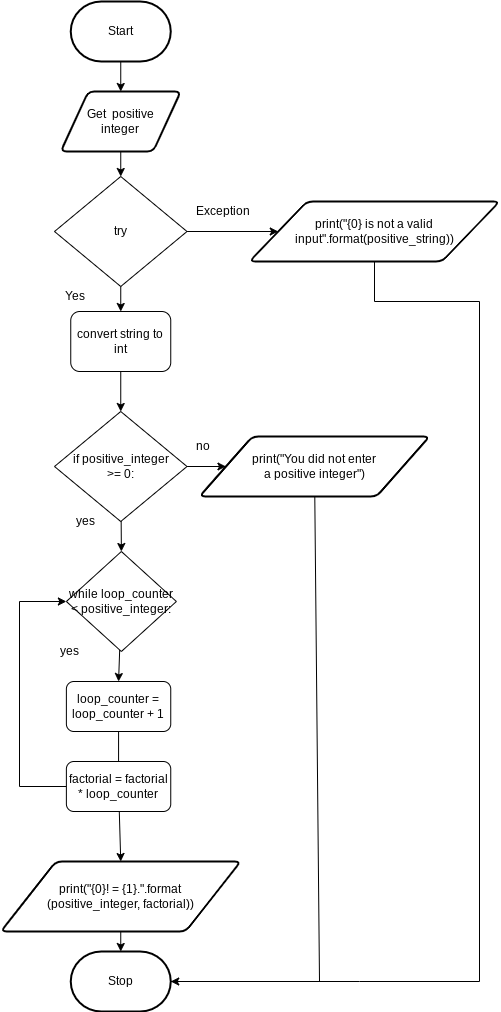 Start
Get  positive
integer
try
Exception
print("{0} is not a valid
input".format(positive_string))
Yes
convert string to
int
if positive_integer
>= 0:
no
print("You did not enter
a positive integer")
yes
while loop_counter
< positive_integer:
yes
loop_counter =
loop_counter + 1
factorial = factorial
* loop_counter
print("{0}! = {1}.".format
(positive_integer, factorial))
Stop